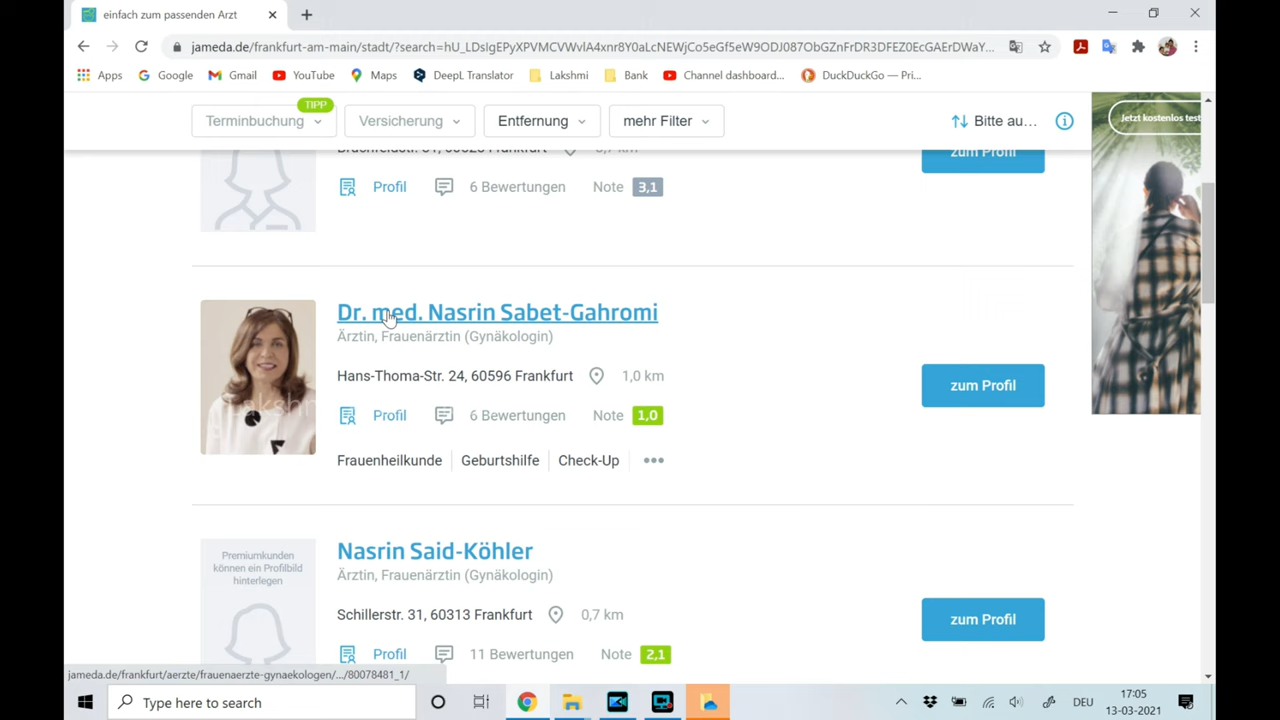 einfach zum passenden Arzt
jameda.de/frankfurt-am-main/stadt/?search=hU_LDsIgEPyXPVMCVWvlA4xnr8Y0aLcNEWjCo5eGf5eW9ODJ087ObGZnFrDR3DFEZ0EcGAErDWaY...
Apps Google Gmail YouTube Maps DeepL Translator Lakshmi Bank Channel dashboard... DuckDuckGo — Pri...
TIPP
Terminbuchung Versicherung Entfernung mehr Filter Bitte au...
Jetzt kostenlos test
zum Profil
Profil 6 Bewertungen Note 3,1
Dr. med. Nasrin Sabet-Gahromi
Ärztin, Frauenärztin (Gynäkologin)
Hans-Thoma-Str. 24, 60596 Frankfurt 1,0 km
zum Profil
Profil 6 Bewertungen Note 1,0
Frauenheilkunde Geburtshilfe Check-Up
Nasrin Said-Köhler
Premiumkunden
können ein Profilbild
hinterlegen
Ärztin, Frauenärztin (Gynäkologin)
Schillerstr. 31, 60313 Frankfurt 0,7 km
zum Profil
Profil 11 Bewertungen Note 2,1
jameda.de/frankfurt/aerzte/frauenaerzte-gynaekologen/.../80078481_1/
Type here to search
DEU
17:05
13-03-2021